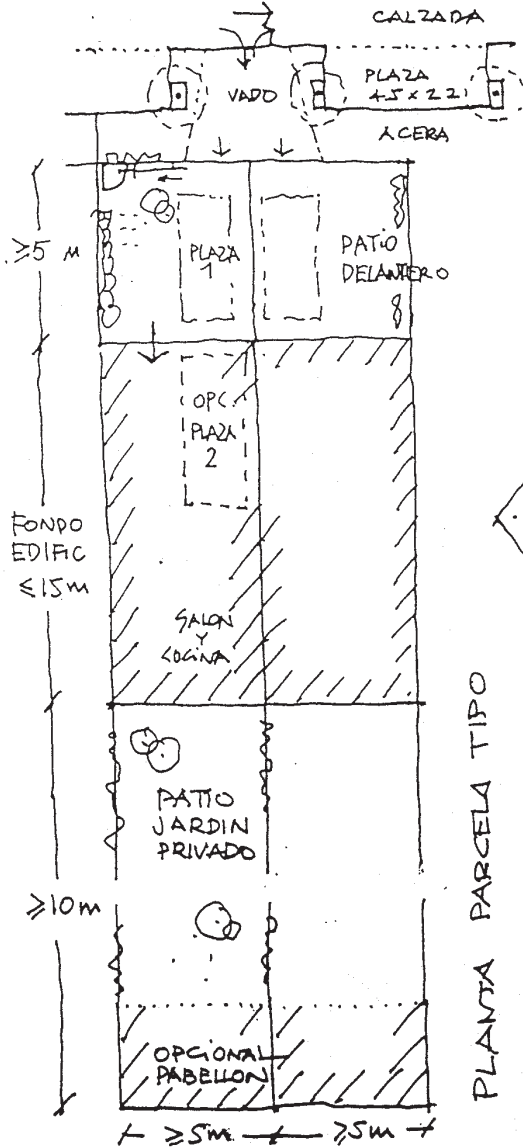 CALZADA
PLAZA
4.5 x 2.2
VADO
ACERA
≥5 M
PLAZA
1
PATIO
DELANTERO
OPC.
PLAZA
2
FONDO
EDIFIC
≤15m
SALON
Y
COCINA
PATIO
JARDIN
PRIVADO
≥10m
OPCIONAL
PABELLON
≥5m
≥5m
PLANTA PARCELA TIPO